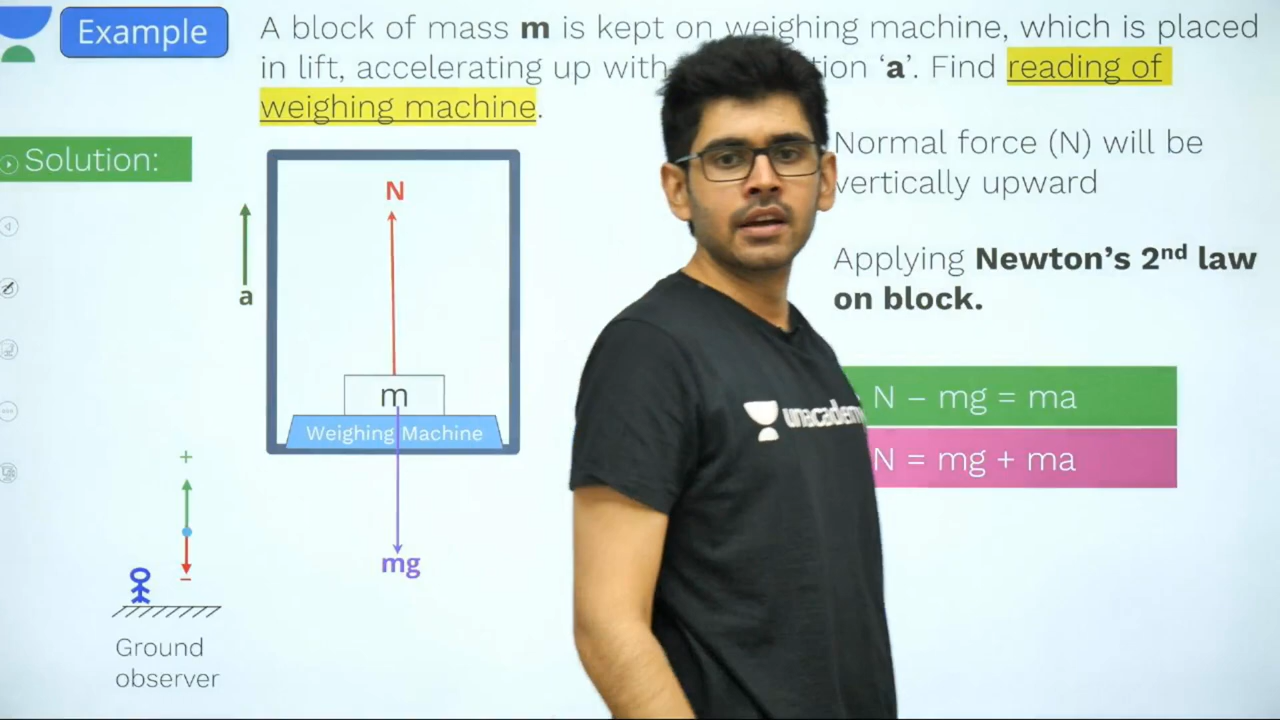 Example
A block of mass m is kept on weighing machine, which is placed
in lift, accelerating up with tion ‘a’. Find reading of
weighing machine.
Solution:
Normal force (N) will be
vertically upward
Applying Newton’s 2nd law
on block.
N
a
m
Weighing Machine
mg
N – mg = ma
N = mg + ma
+
–
Ground
observer
unacademy